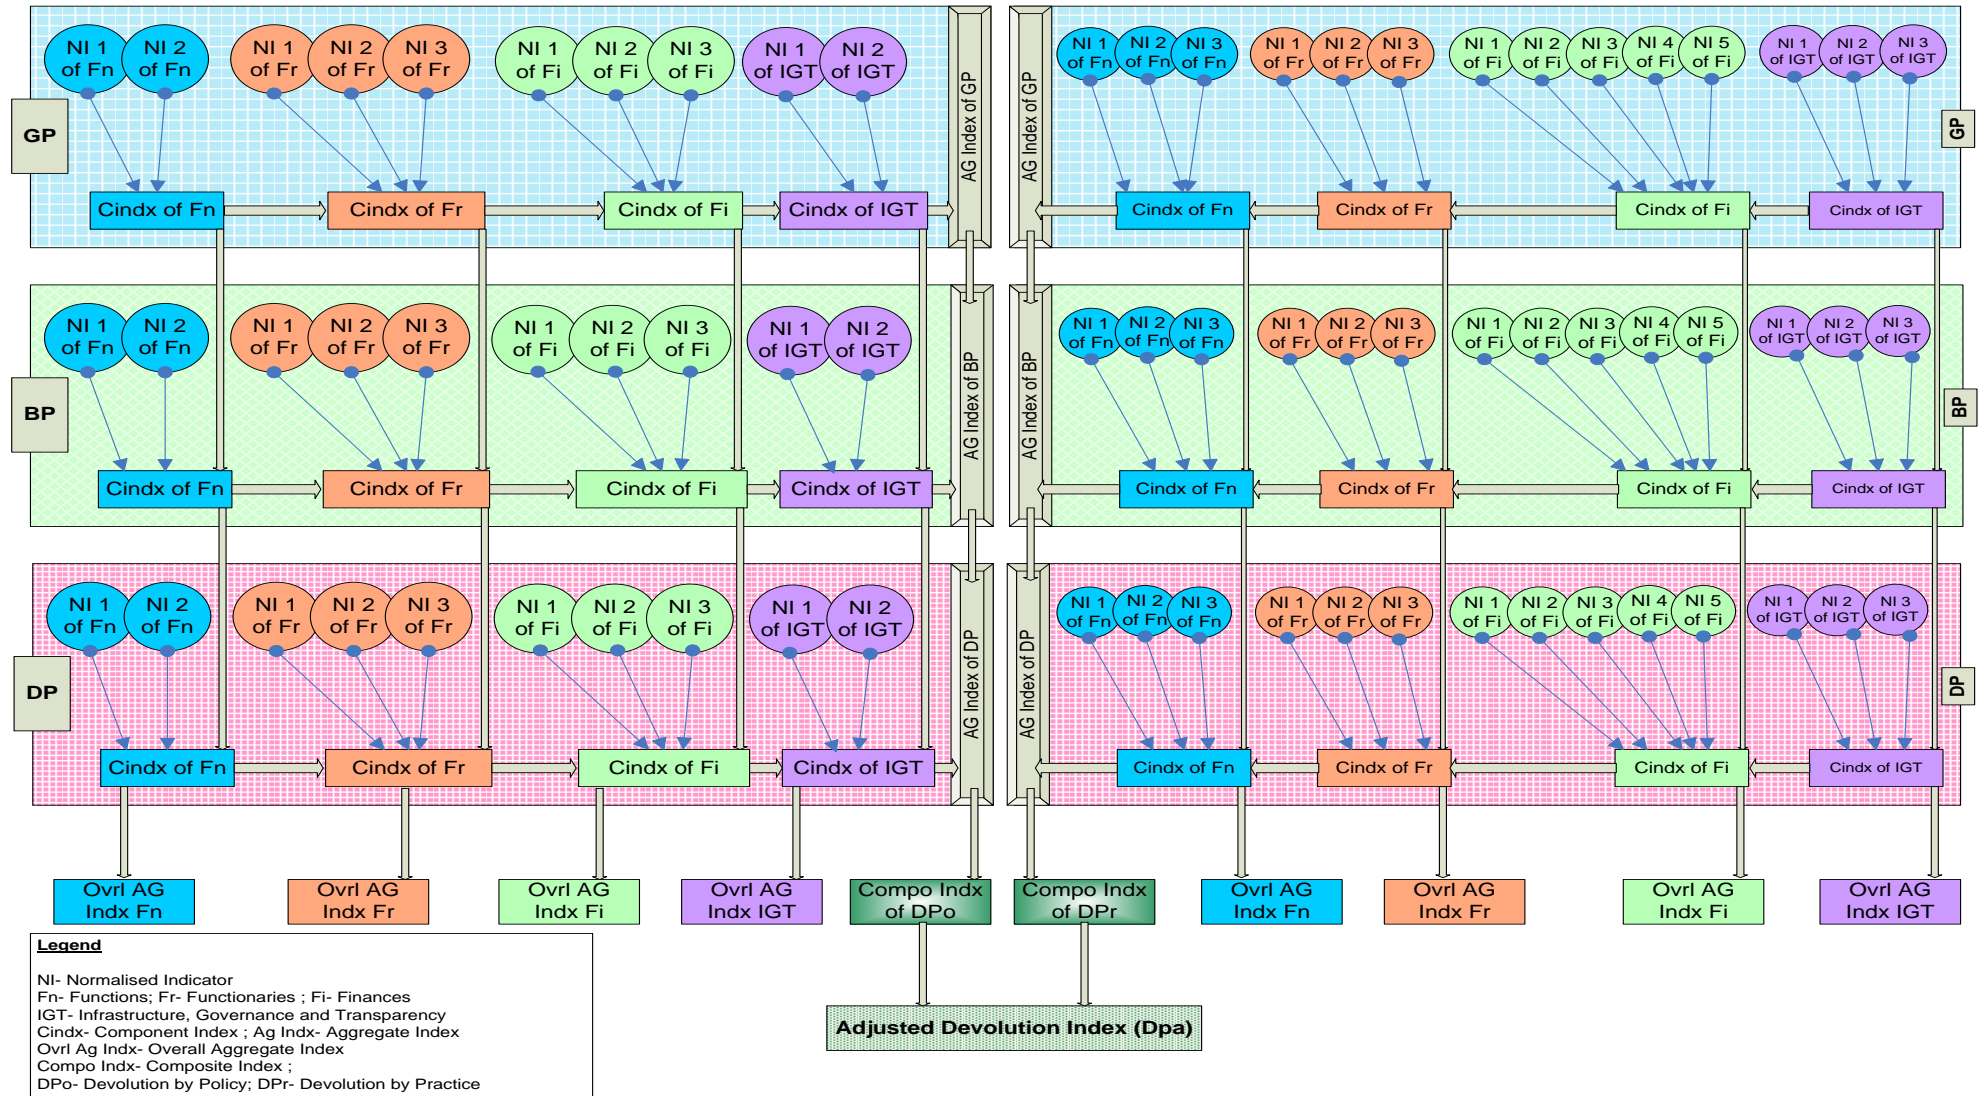 NI 1
of Fn
NI 2
of Fn
NI 1
of Fr
NI 2
of Fr
NI 3
of Fr
NI 1
of Fi
NI 2
of Fi
NI 3
of Fi
NI 1
of IGT
NI 2
of IGT
GP
Cindx of Fn
Cindx of Fr
Cindx of Fi
Cindx of IGT
AG Index of GP
AG Index of GP
NI 1
of Fn
NI 2
of Fn
NI 3
of Fn
NI 1
of Fr
NI 2
of Fr
NI 3
of Fr
NI 1
of Fi
NI 2
of Fi
NI 3
of Fi
NI 4
of Fi
NI 5
of Fi
NI 1
of IGT
NI 2
of IGT
NI 3
of IGT
GP
Cindx of Fn
Cindx of Fr
Cindx of Fi
Cindx of IGT
NI 1
of Fn
NI 2
of Fn
NI 1
of Fr
NI 2
of Fr
NI 3
of Fr
NI 1
of Fi
NI 2
of Fi
NI 3
of Fi
NI 1
of IGT
NI 2
of IGT
BP
Cindx of Fn
Cindx of Fr
Cindx of Fi
Cindx of IGT
AG Index of BP
AG Index of BP
NI 1
of Fn
NI 2
of Fn
NI 3
of Fn
NI 1
of Fr
NI 2
of Fr
NI 3
of Fr
NI 1
of Fi
NI 2
of Fi
NI 3
of Fi
NI 4
of Fi
NI 5
of Fi
NI 1
of IGT
NI 2
of IGT
NI 3
of IGT
BP
Cindx of Fn
Cindx of Fr
Cindx of Fi
Cindx of IGT
NI 1
of Fn
NI 2
of Fn
NI 1
of Fr
NI 2
of Fr
NI 3
of Fr
NI 1
of Fi
NI 2
of Fi
NI 3
of Fi
NI 1
of IGT
NI 2
of IGT
DP
Cindx of Fn
Cindx of Fr
Cindx of Fi
Cindx of IGT
AG Index of DP
AG Index of DP
NI 1
of Fn
NI 2
of Fn
NI 3
of Fn
NI 1
of Fr
NI 2
of Fr
NI 3
of Fr
NI 1
of Fi
NI 2
of Fi
NI 3
of Fi
NI 4
of Fi
NI 5
of Fi
NI 1
of IGT
NI 2
of IGT
NI 3
of IGT
DP
Cindx of Fn
Cindx of Fr
Cindx of Fi
Cindx of IGT
Ovrl AG
Indx Fn
Ovrl AG
Indx Fr
Ovrl AG
Indx Fi
Ovrl AG
Indx IGT
Compo Indx
of DPo
Compo Indx
of DPr
Ovrl AG
Indx Fn
Ovrl AG
Indx Fr
Ovrl AG
Indx Fi
Ovrl AG
Indx IGT
Legend
NI- Normalised Indicator
Fn- Functions; Fr- Functionaries ; Fi- Finances
IGT- Infrastructure, Governance and Transparency
Cindx- Component Index ; Ag Indx- Aggregate Index
Ovrl Ag Indx- Overall Aggregate Index
Compo Indx- Composite Index ;
DPo- Devolution by Policy; DPr- Devolution by Practice
Adjusted Devolution Index (Dpa)